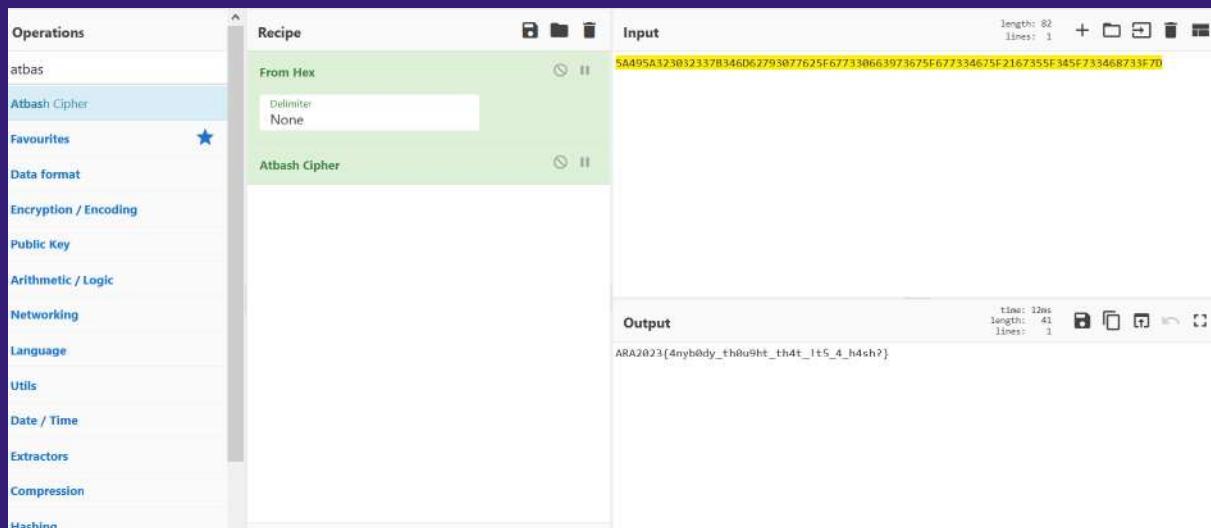 Operations
atbas
Atbash Cipher
Favourites
Data format
Encryption / Encoding
Public Key
Arithmetic / Logic
Networking
Language
Utils
Date / Time
Extractors
Compression
Hashing
Recipe
From Hex
Delimiter
None
Atbash Cipher
Input
length: 82
lines: 1
5A495A323032337B346D62793077625F677330663973675F677334675F2167355F345F733468733F7D
Output
time: 12ms
length: 41
lines: 1
ARA2023{4nyb0dy_th0u9ht_th4t_!t5_4_h4sh?}